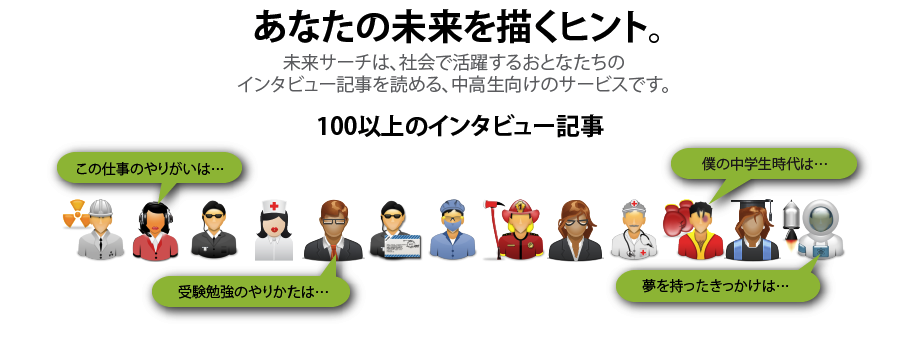 あなたの未来を描くヒント。
未来サーチは、社会で活躍するおとなたちの
インタビュー記事を読める、中高生向けのサービスです。
100以上のインタビュー記事
この仕事のやりがいは…
僕の中学生時代は…
受験勉強のやりかたは…
夢を持ったきっかけは…